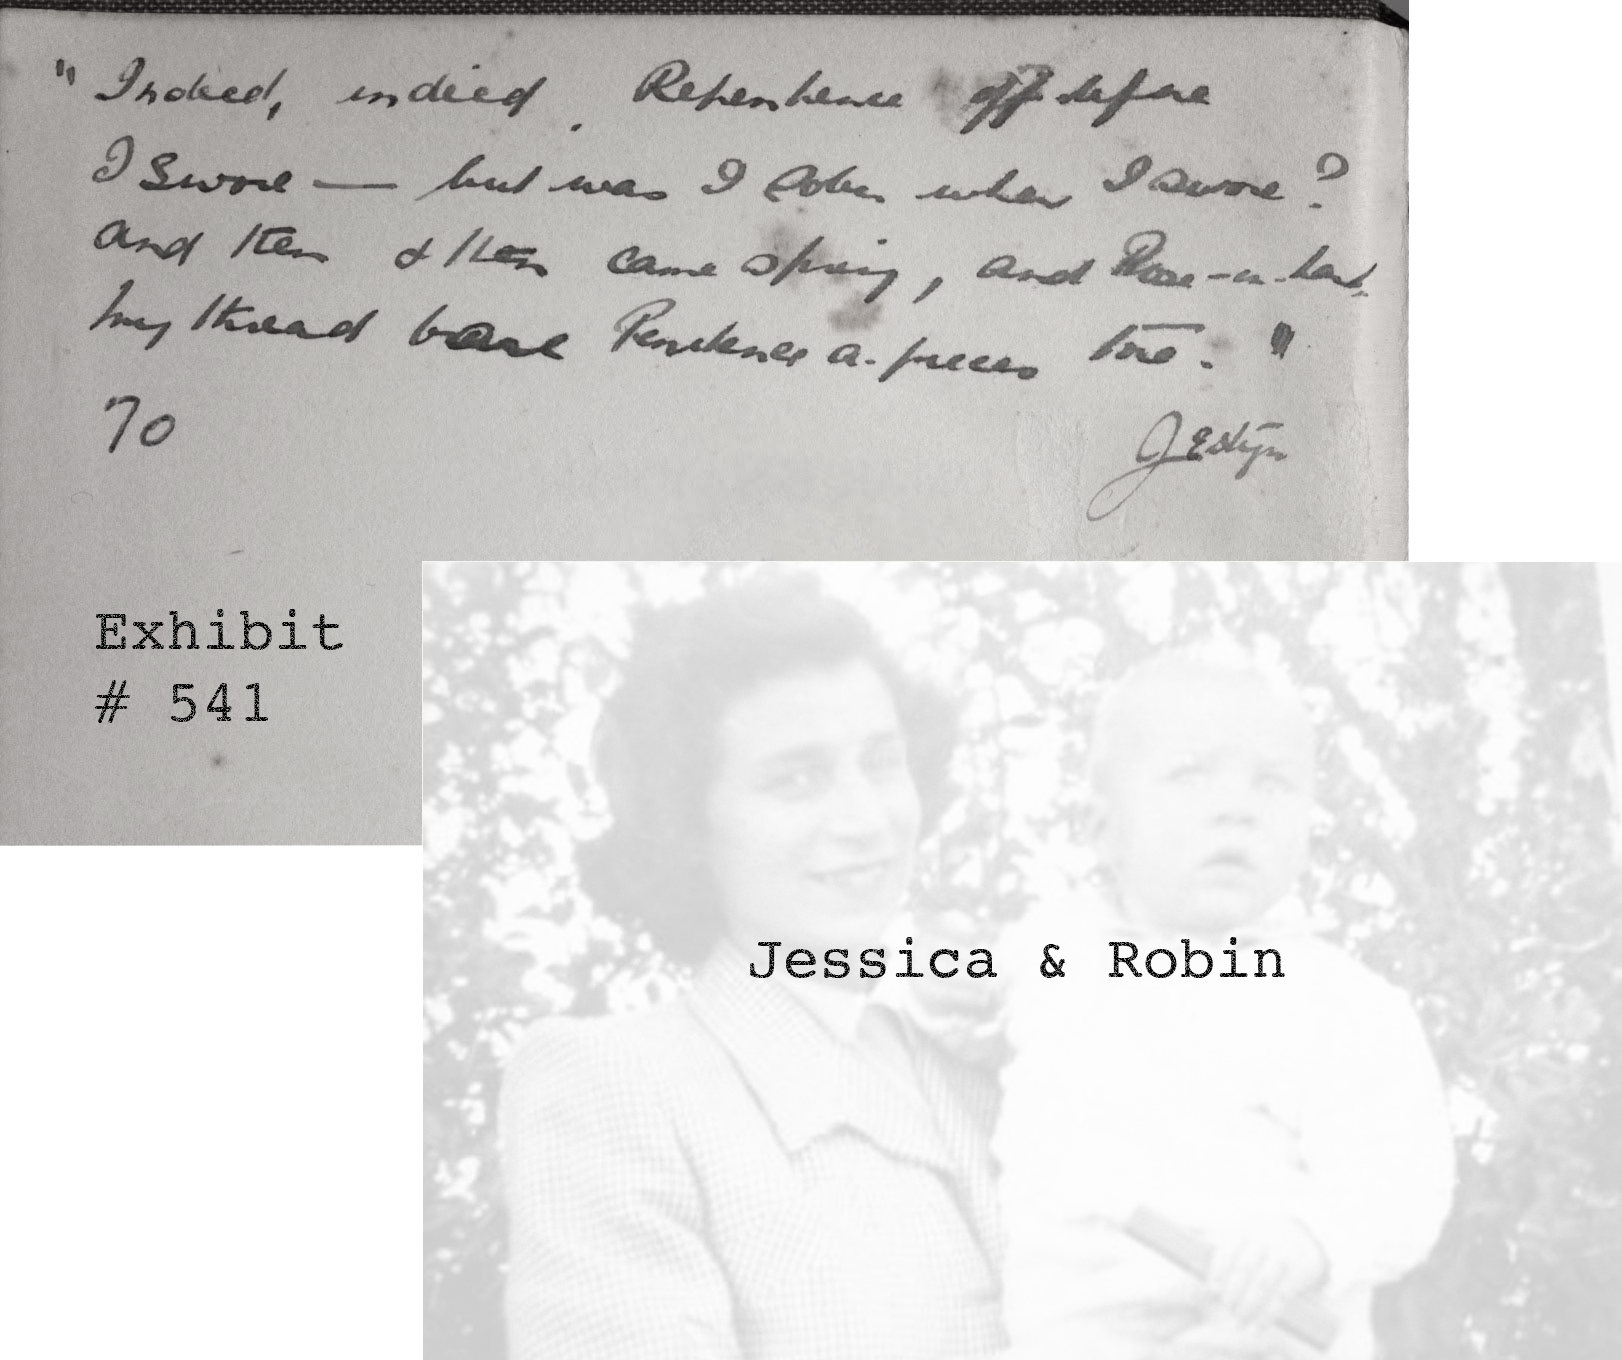 "Indeed, indeed. Repentance oft before
I swore — but was I sober when I swore?
And then & then came spring, and Rose-in-hand
my thread bare Penitence a-pieces tore."
70
JEstyn
Exhibit
# 541
Jessica & Robin